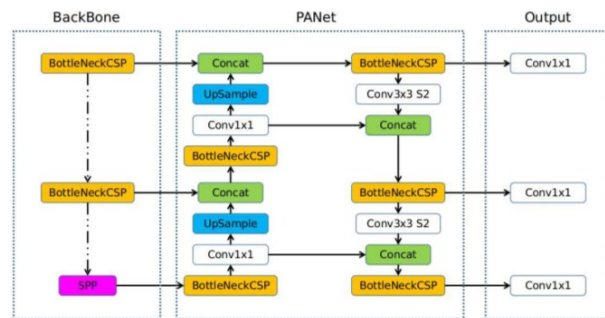 BackBone PANet Output
BottleNeckCSP Concat BottleNeckCSP Conv1x1
UpSample Conv3x3 S2
Conv1x1 Concat
BottleNeckCSP
BottleNeckCSP Concat BottleNeckCSP Conv1x1
UpSample Conv3x3 S2
Conv1x1 Concat
SPP BottleNeckCSP BottleNeckCSP Conv1x1